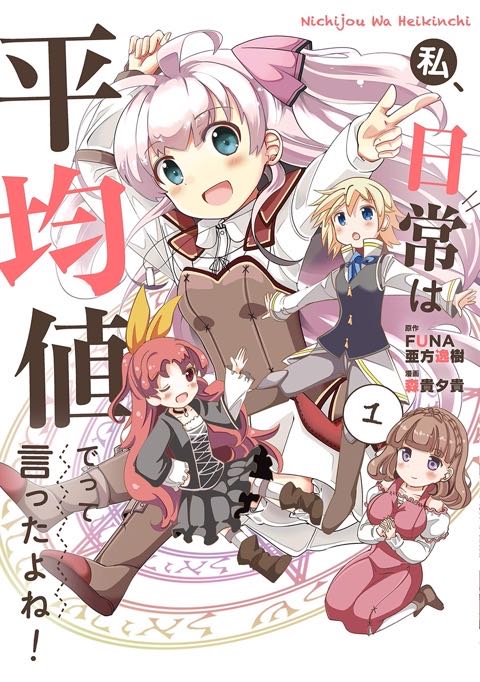 Nichijou Wa Heikinchi
私、
日常は
平均値
でって
言ったよね！
原作
FUNA
亜方逸樹
漫画
森貴夕貴
1